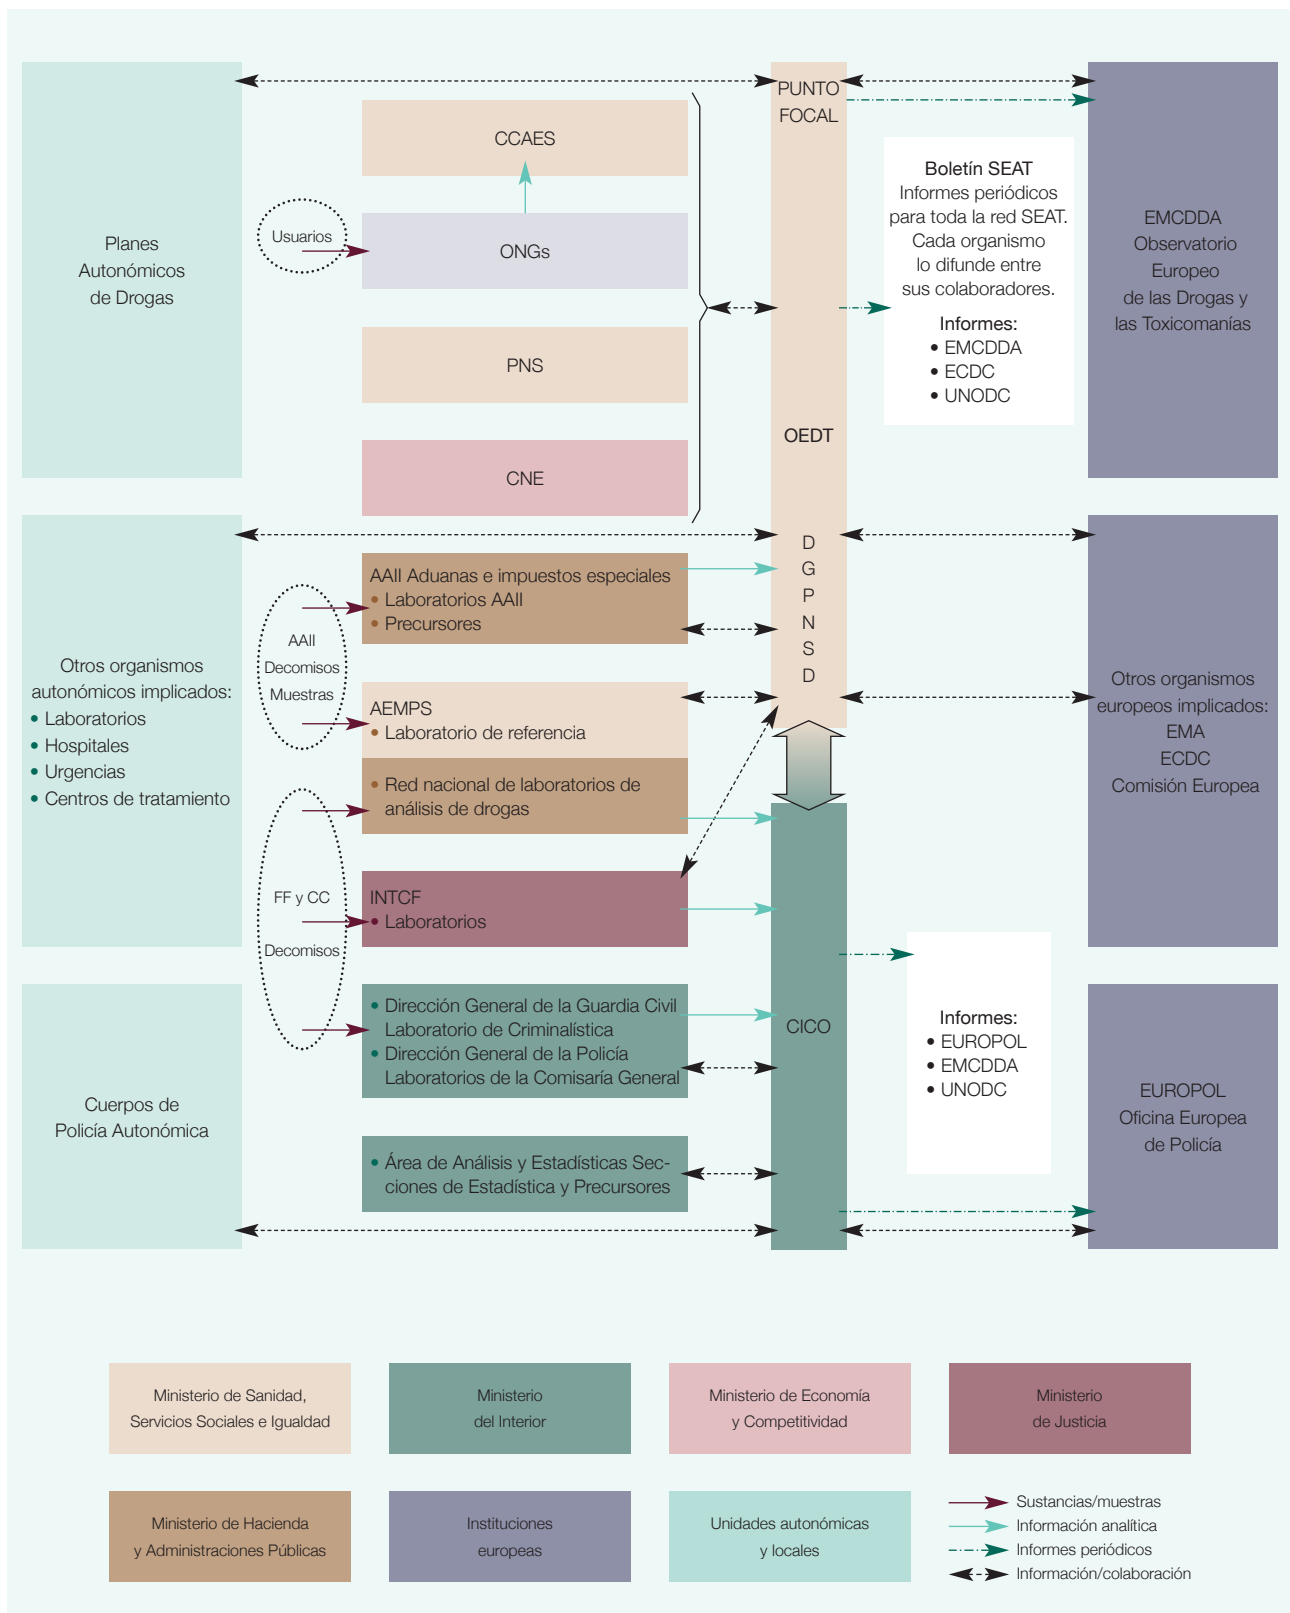 Planes
Autonómicos
de Drogas
Otros organismos
autonómicos implicados:
• Laboratorios
• Hospitales
• Urgencias
• Centros de tratamiento
Cuerpos de
Policía Autonómica
Usuarios
AAII
Decomisos
Muestras
FF y CC
Decomisos
CCAES
ONGs
PNS
CNE
AAII Aduanas e impuestos especiales
• Laboratorios AAII
• Precursores
AEMPS
• Laboratorio de referencia
• Red nacional de laboratorios de
análisis de drogas
INTCF
• Laboratorios
• Dirección General de la Guardia Civil
Laboratorio de Criminalística
• Dirección General de la Policía
Laboratorios de la Comisaría General
• Área de Análisis y Estadísticas Sec-
ciones de Estadística y Precursores
PUNTO
FOCAL
OEDT
D
G
P
N
S
D
CICO
Boletín SEAT
Informes periódicos
para toda la red SEAT.
Cada organismo
lo difunde entre
sus colaboradores.
Informes:
• EMCDDA
• ECDC
• UNODC
Informes:
• EUROPOL
• EMCDDA
• UNODC
EMCDDA
Observatorio
Europeo
de las Drogas y
las Toxicomanías
Otros organismos
europeos implicados:
EMA
ECDC
Comisión Europea
EUROPOL
Oficina Europea
de Policía
Ministerio de Sanidad,
Servicios Sociales e Igualdad
Ministerio
del Interior
Ministerio de Economía
y Competitividad
Ministerio
de Justicia
Ministerio de Hacienda
y Administraciones Públicas
Instituciones
europeas
Unidades autonómicas
y locales
Sustancias/muestras
Información analítica
Informes periódicos
Información/colaboración